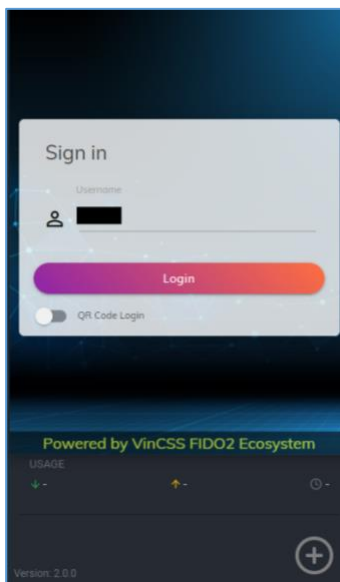 Sign in
Username
Login
QR Code Login
Powered by VinCSS FIDO2 Ecosystem
USAGE
- - -
Version: 2.0.0